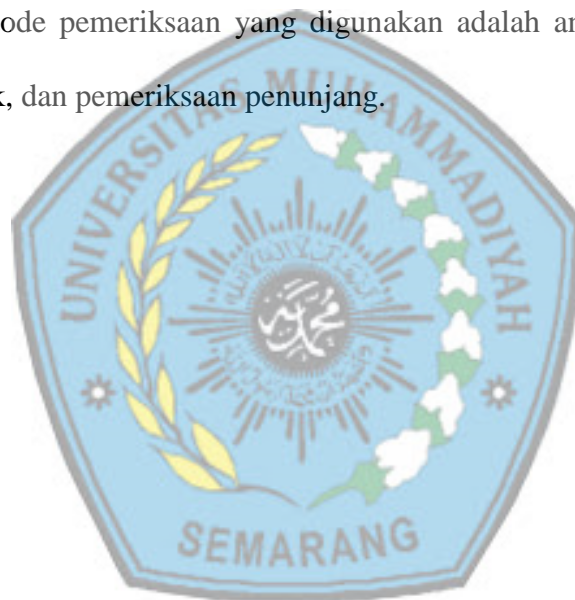 ode pemeriksaan yang digunakan adalah an
k, dan pemeriksaan penunjang.
UNIVERSITAS MUHAMMADIYAH
SEMARANG